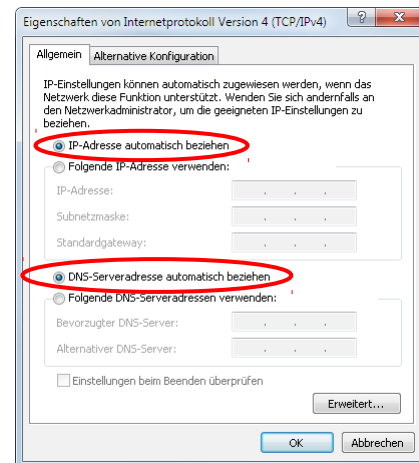 Eigenschaften von Internetprotokoll Version 4 (TCP/IPv4)
Allgemein
Alternative Konfiguration
IP-Einstellungen können automatisch zugewiesen werden, wenn das
Netzwerk diese Funktion unterstützt. Wenden Sie sich andernfalls an
den Netzwerkadministrator, um die geeigneten IP-Einstellungen zu
beziehen.
IP-Adresse automatisch beziehen
Folgende IP-Adresse verwenden:
IP-Adresse:
Subnetzmaske:
Standardgateway:
DNS-Serveradresse automatisch beziehen
Folgende DNS-Serveradressen verwenden:
Bevorzugter DNS-Server:
Alternativer DNS-Server:
Einstellungen beim Beenden überprüfen
Erweitert...
OK
Abbrechen